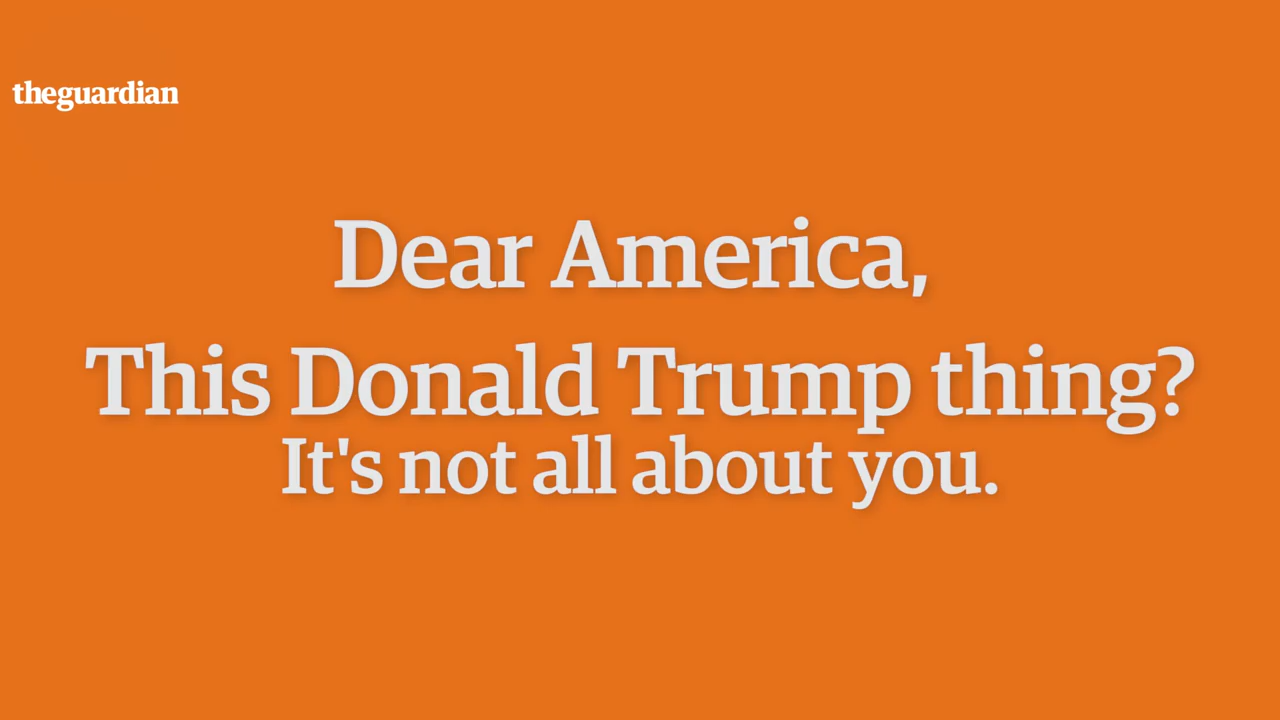 theguardian
Dear America,
This Donald Trump thing?
It's not all about you.